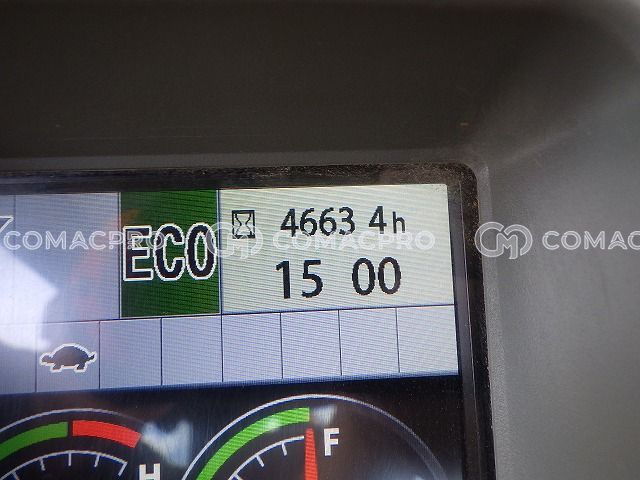 4663 4h
ECO
15 00
COMACPRO COMACPRO COMACPRO
H
F